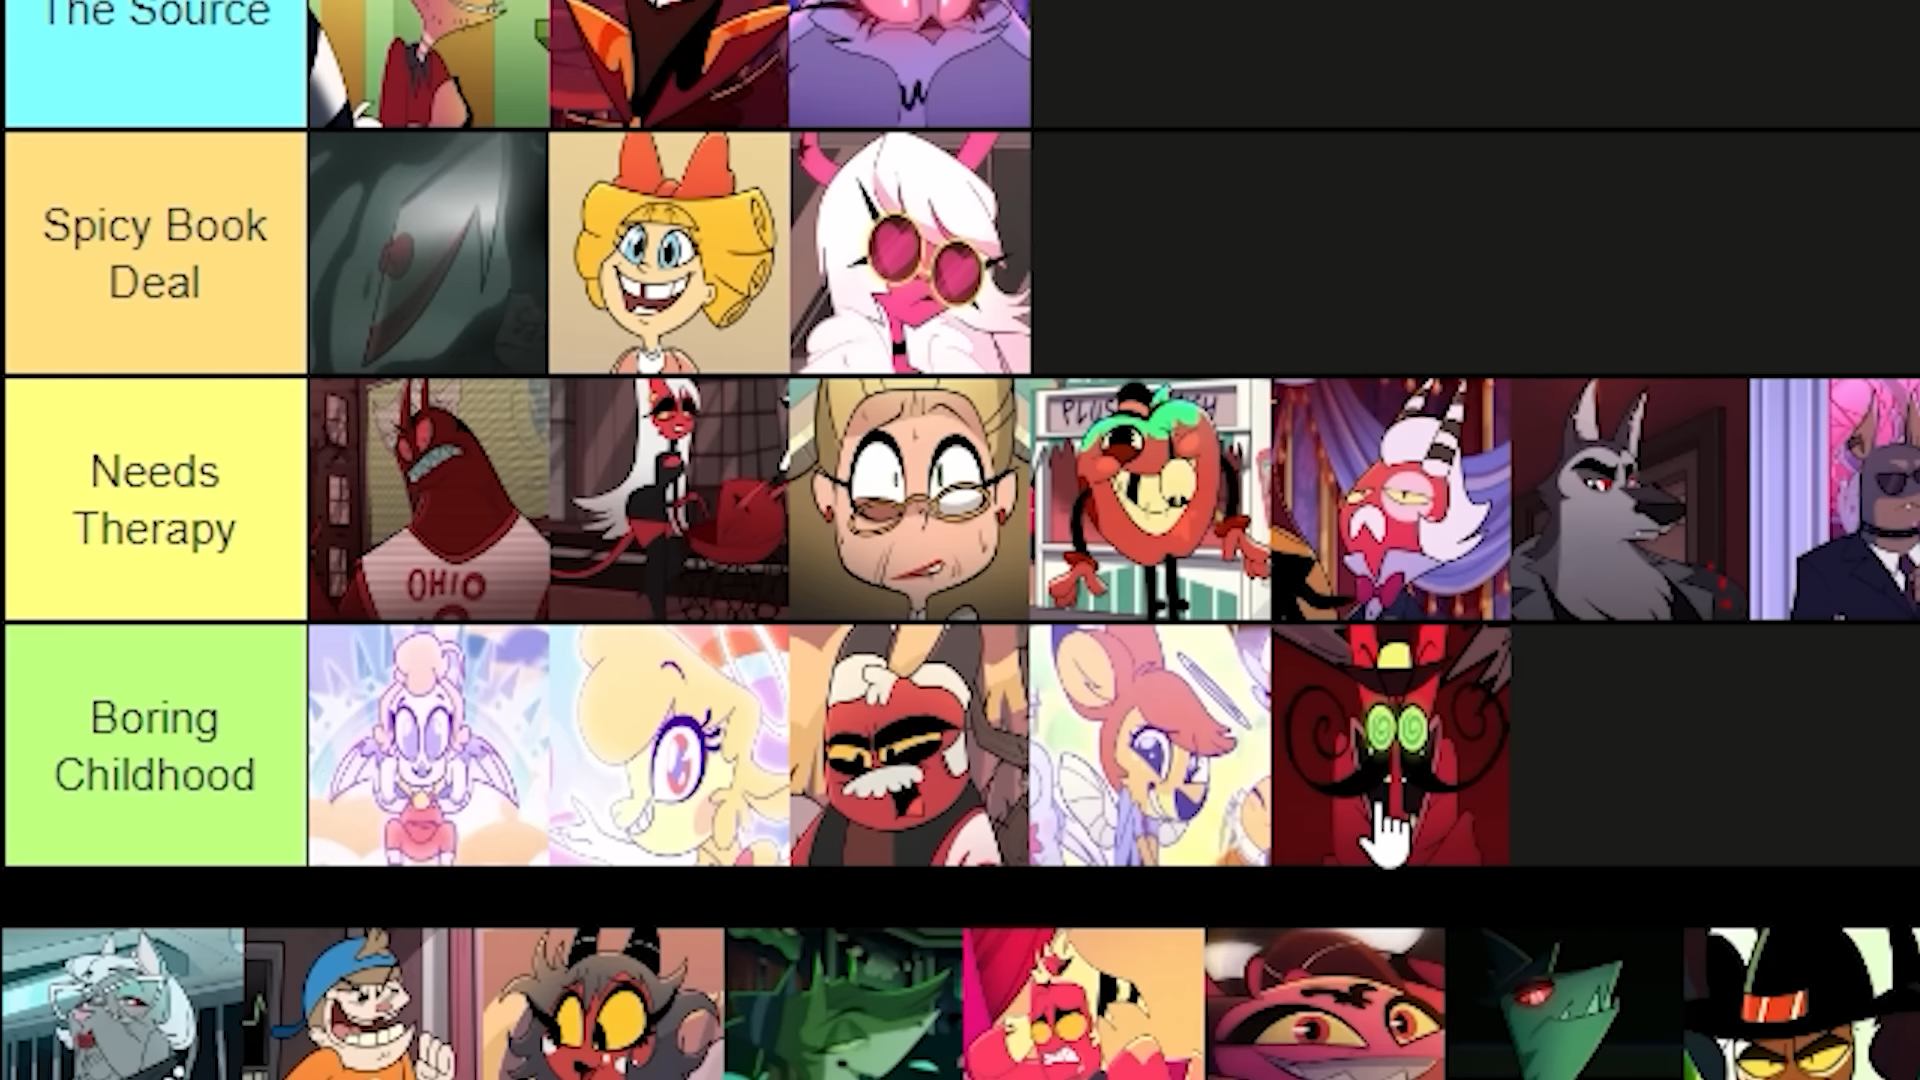 The Source
Spicy Book
Deal
Needs
Therapy
OHIO
Boring
Childhood